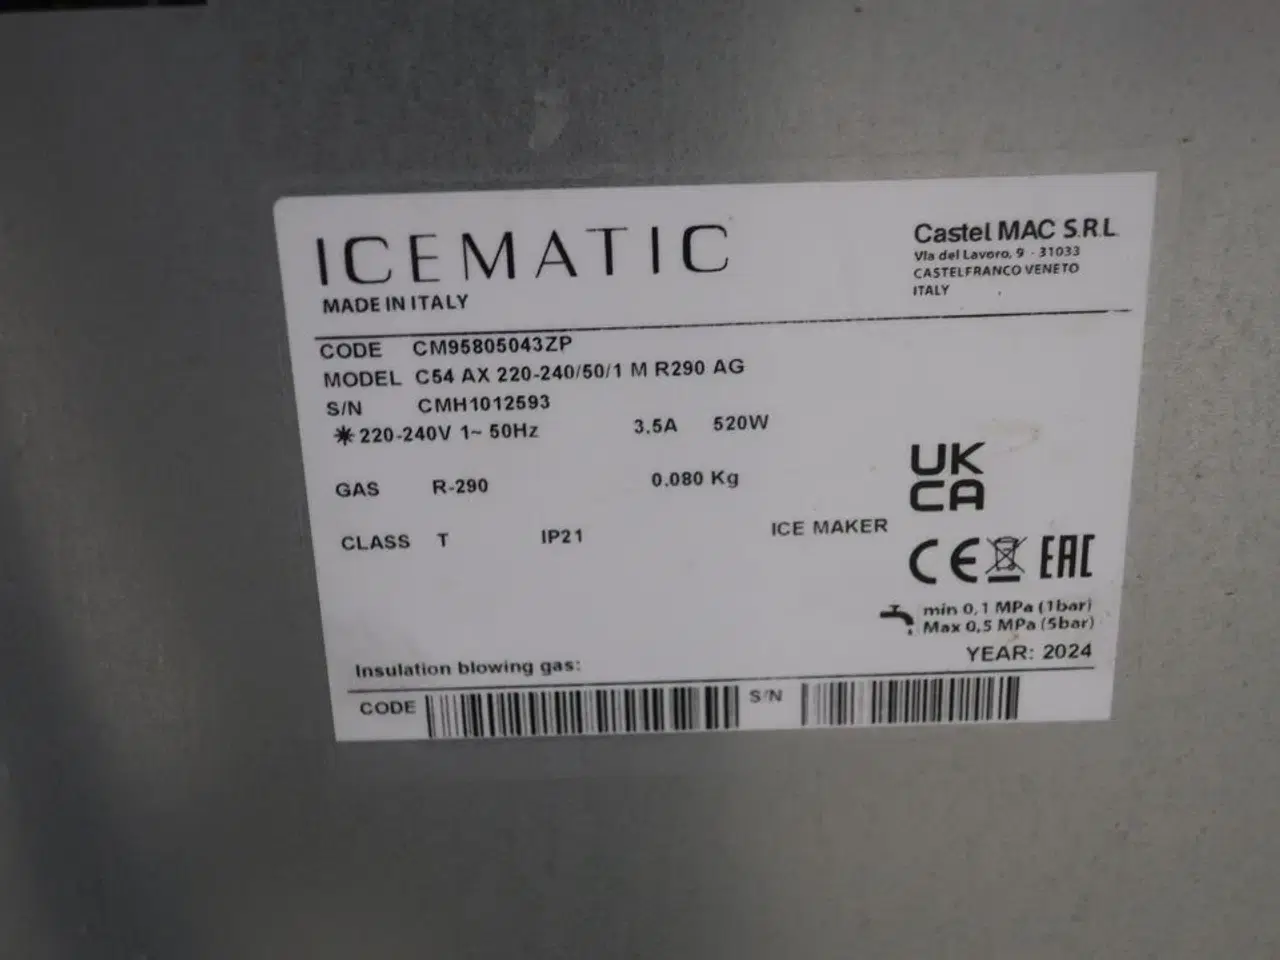 ICEMATIC
MADE IN ITALY
Castel MAC S.R.L.
Via del Lavoro, 9 - 31033
CASTELFRANCO VENETO
ITALY
CODE CM95805043ZP
MODEL C54 AX 220-240/50/1 M R290 AG
S/N CMH1012593
220-240V 1~ 50Hz 3.5A 520W
GAS R-290 0.080 Kg
CLASS T IP21 ICE MAKER
UK
CA
CE EAC
min 0,1 MPa (1bar)
Max 0,5 MPa (5bar)
YEAR: 2024
Insulation blowing gas:
CODE S/N